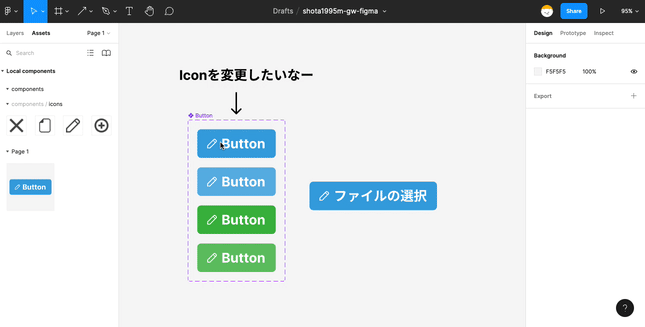 Drafts / shota1995m-gw-figma
Share
95%
Layers Assets Page 1
Search
Local components
components
components / icons
Page 1
Button
Iconを変更したいなー
Button
Button
Button
Button
Button
ファイルの選択
Design Prototype Inspect
Background
F5F5F5 100%
Export
?